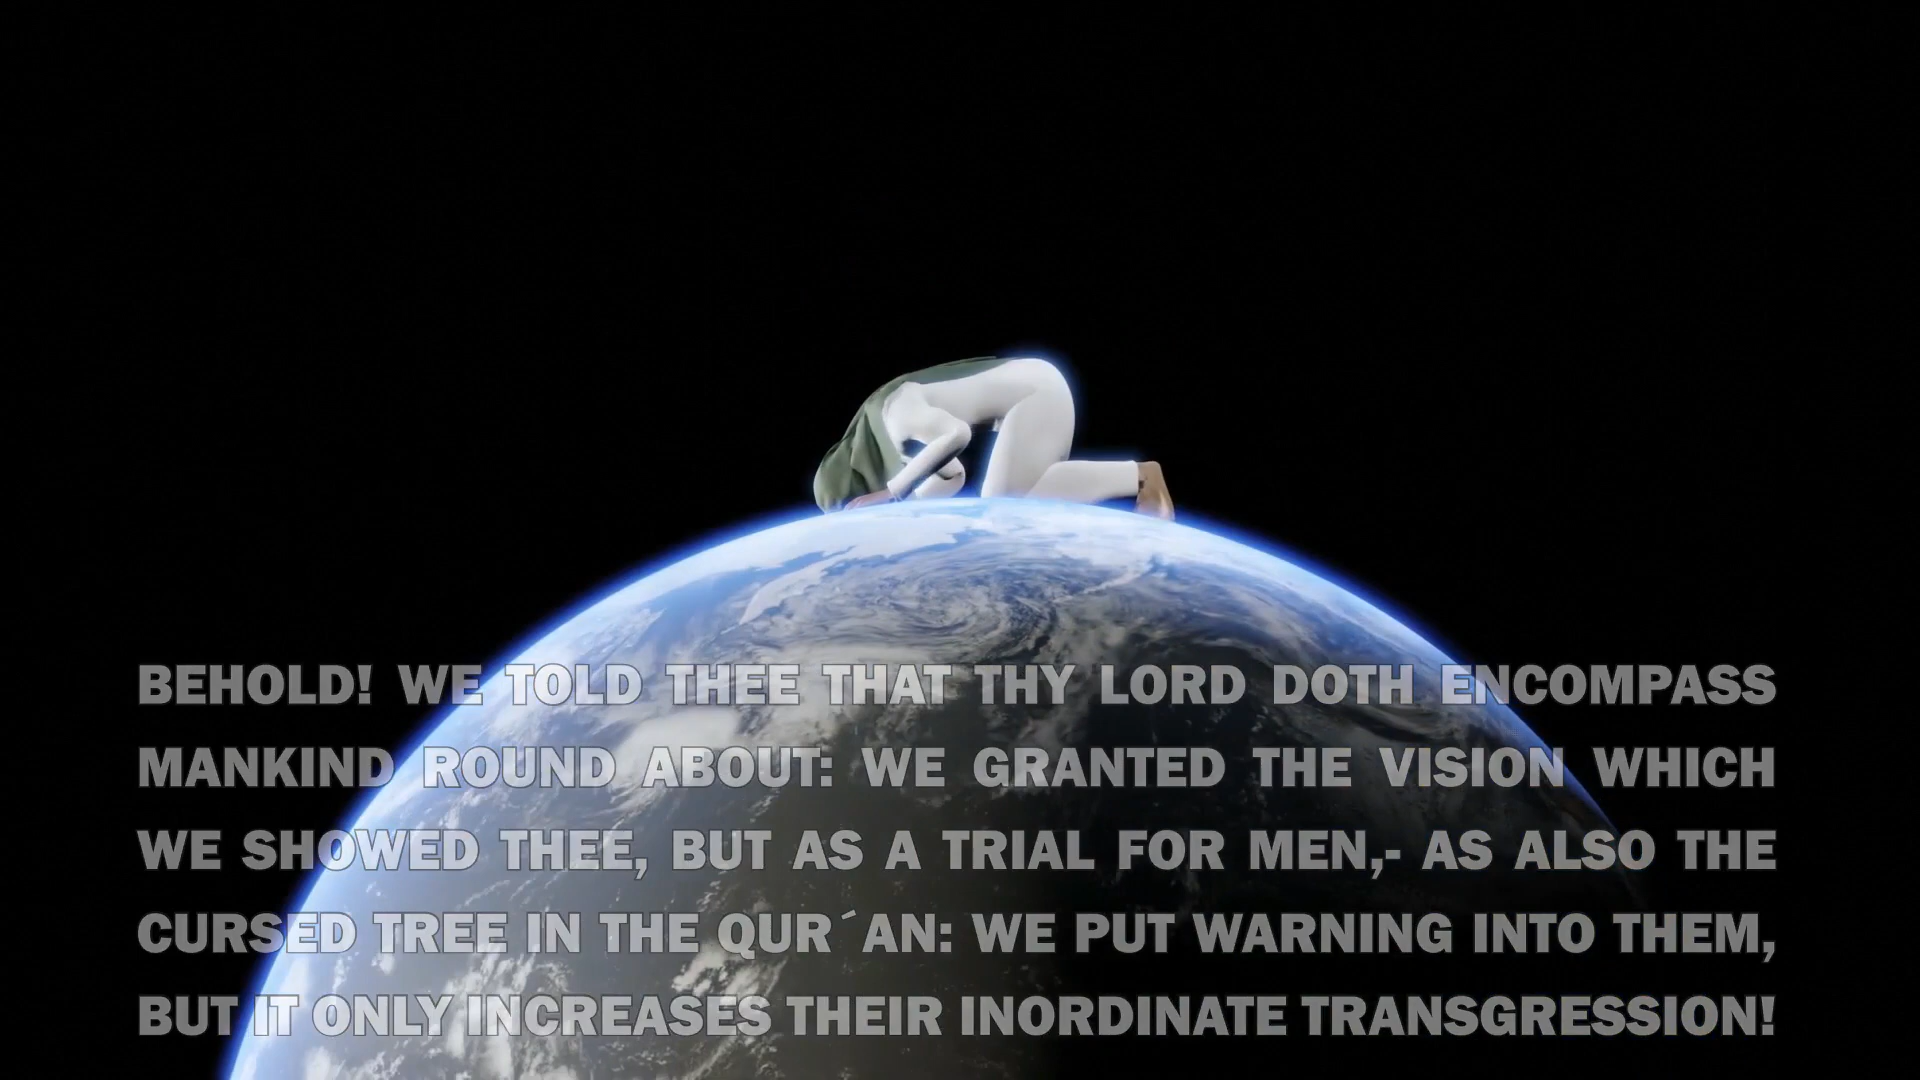 BEHOLD! WE TOLD THEE THAT THY LORD DOTH ENCOMPASS
MANKIND ROUND ABOUT: WE GRANTED THE VISION WHICH
WE SHOWED THEE, BUT AS A TRIAL FOR MEN,- AS ALSO THE
CURSED TREE IN THE QUR´AN: WE PUT WARNING INTO THEM,
BUT IT ONLY INCREASES THEIR INORDINATE TRANSGRESSION!